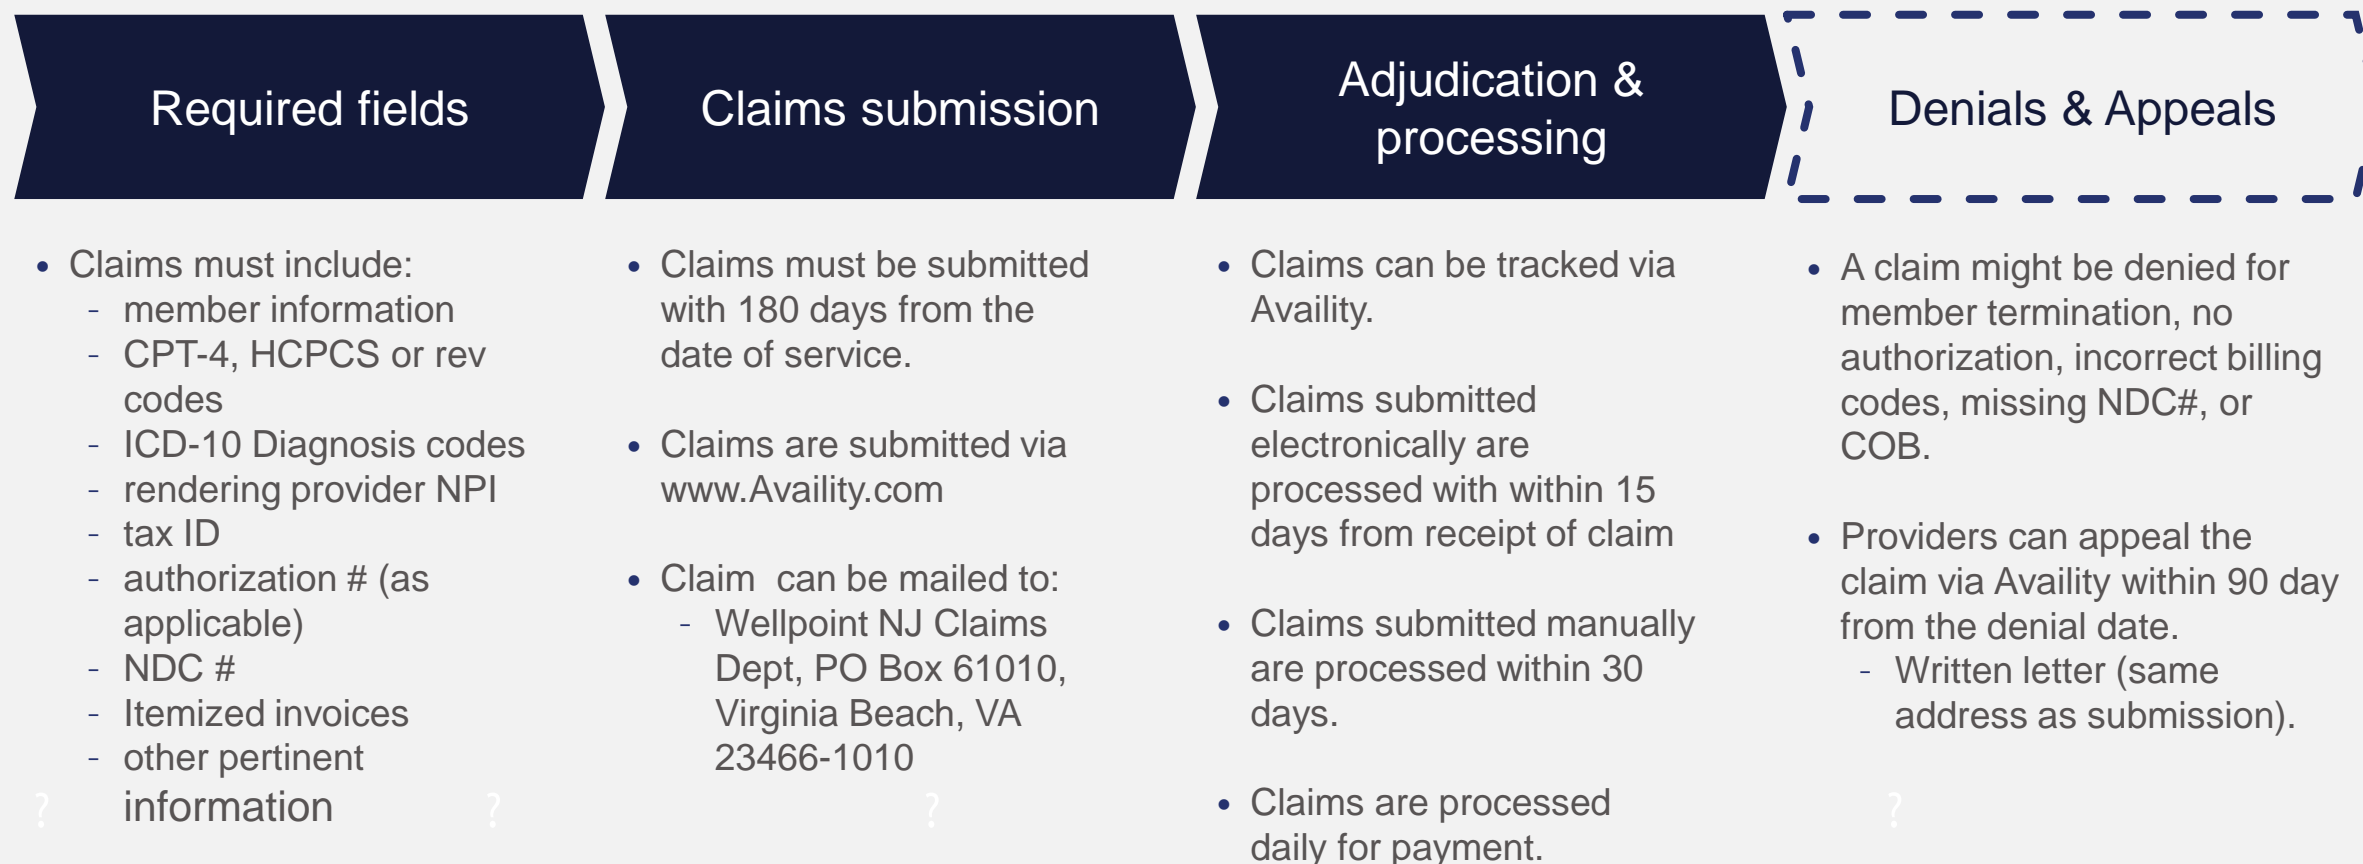 Required fields
Claims submission
Adjudication &
processing
Denials & Appeals
• Claims must include:
- member information
- CPT-4, HCPCS or rev
codes
- ICD-10 Diagnosis codes
- rendering provider NPI
- tax ID
- authorization # (as
applicable)
- NDC #
- Itemized invoices
- other pertinent
information
• Claims must be submitted
with 180 days from the
date of service.
• Claims are submitted via
www.Availity.com
• Claim  can be mailed to:
- Wellpoint NJ Claims
Dept, PO Box 61010,
Virginia Beach, VA
23466-1010
• Claims can be tracked via
Availity.
• Claims submitted
electronically are
processed with within 15
days from receipt of claim
• Claims submitted manually
are processed within 30
days.
• Claims are processed
daily for payment.
• A claim might be denied for
member termination, no
authorization, incorrect billing
codes, missing NDC#, or
COB.
• Providers can appeal the
claim via Availity within 90 day
from the denial date.
- Written letter (same
address as submission).
? ? ? ?